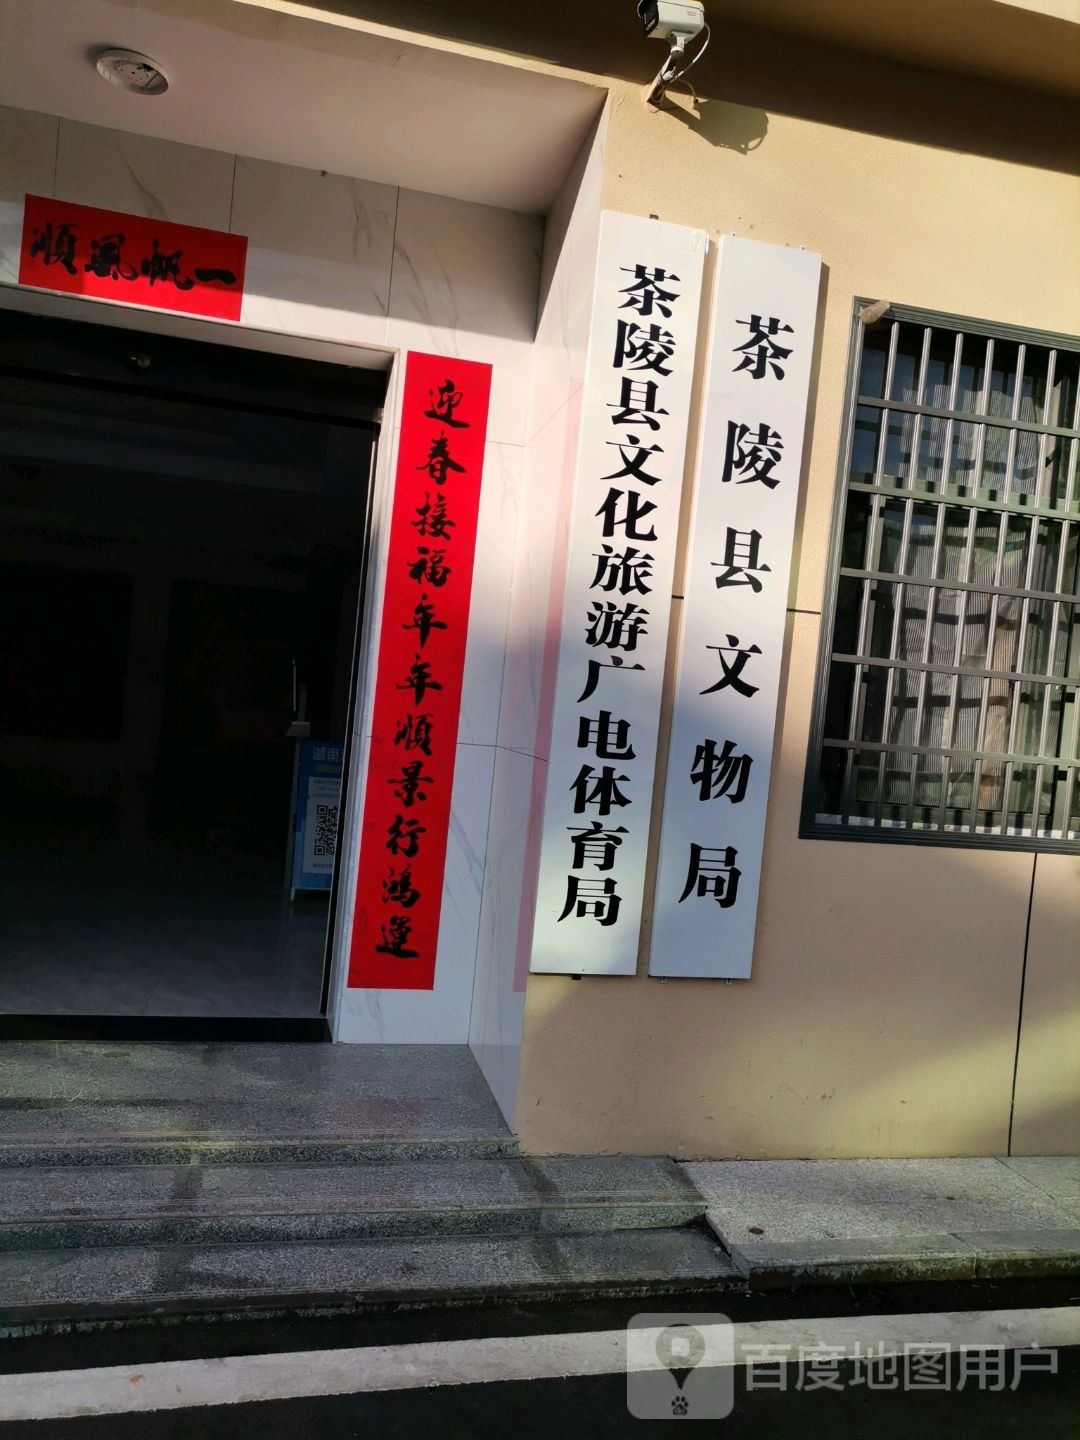 一帆風順
迎春接福年年順景行鴻運
茶陵县文化旅游广电体育局
茶陵县文物局
湖南
百度地图用户